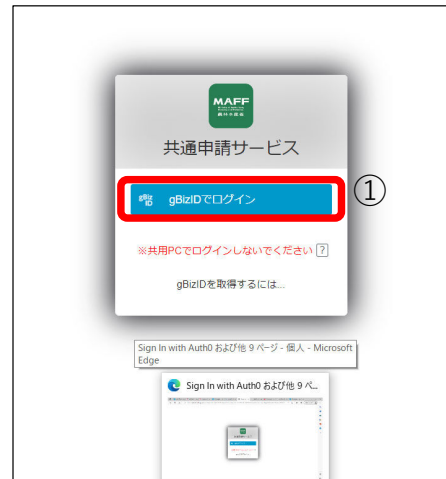 MAFF
農林水産省
共通申請サービス
gBiz
ID
gBizIDでログイン
①
※共用PCでログインしないでください ?
gBizIDを取得するには...
Sign In with Auth0 および他 9 ページ - 個人 - Microsoft
Edge
Sign In with Auth0 および他 9 ペ...